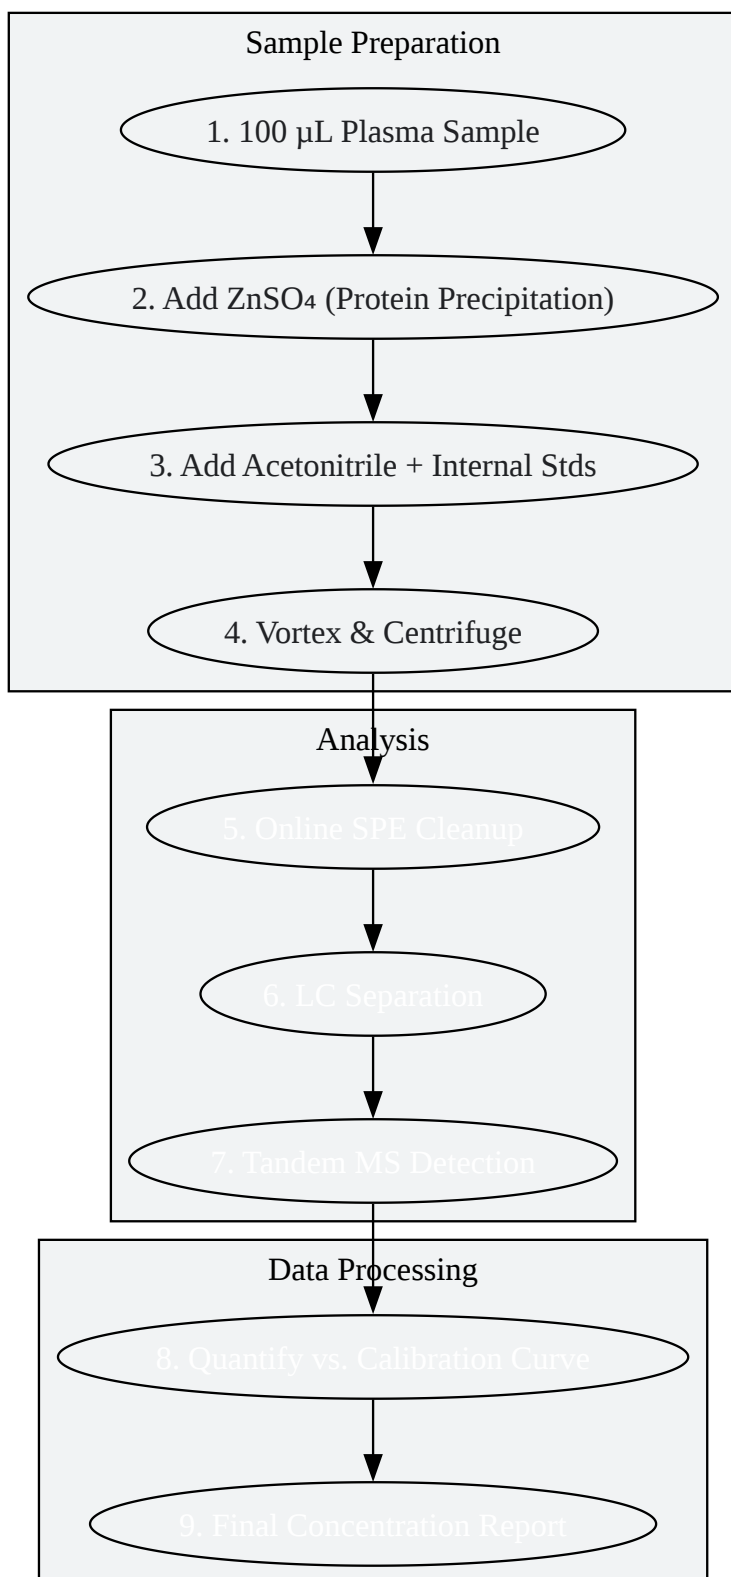 Sample Preparation
1. 100 µL Plasma Sample
2. Add ZnSO₄ (Protein Precipitation)
3. Add Acetonitrile + Internal Stds
4. Vortex & Centrifuge
Analysis
5. Online SPE Cleanup
6. LC Separation
7. Tandem MS Detection
Data Processing
8. Quantify vs. Calibration Curve
9. Final Concentration Report